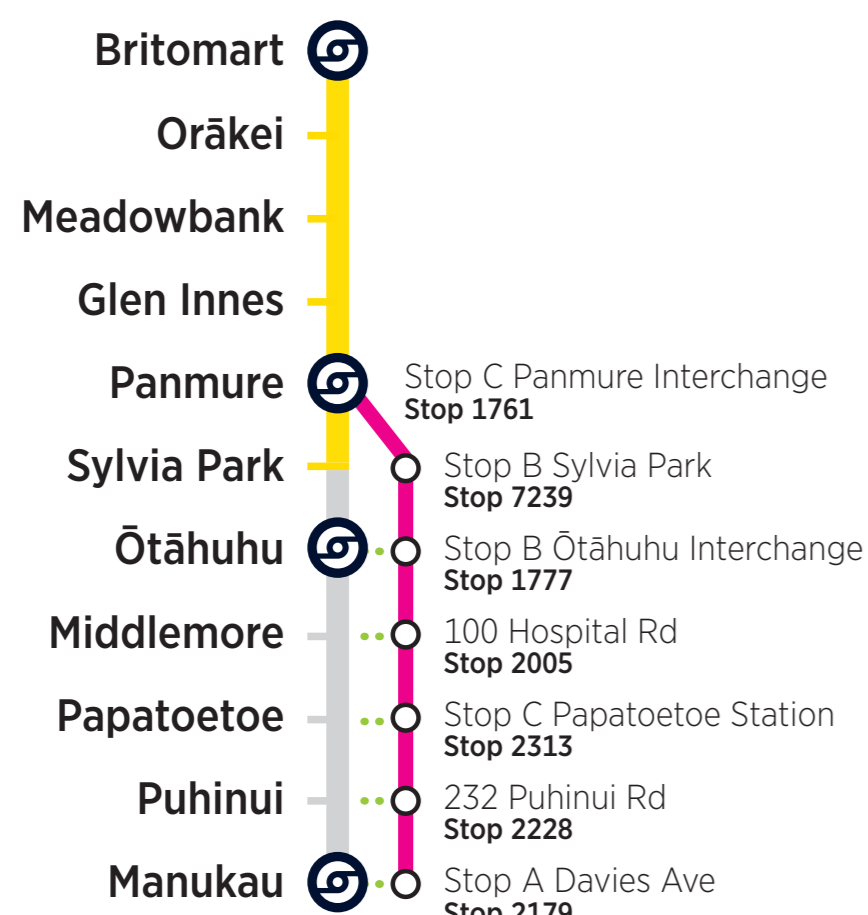 Britomart
Orākei
Meadowbank
Glen Innes
Panmure
Stop C Panmure Interchange
Stop 1761
Sylvia Park
Stop B Sylvia Park
Stop 7239
Ōtāhuhu
Stop B Ōtāhuhu Interchange
Stop 1777
Middlemore
100 Hospital Rd
Stop 2005
Papatoetoe
Stop C Papatoetoe Station
Stop 2313
Puhinui
232 Puhinui Rd
Stop 2228
Manukau
Stop A Davies Ave
Stop 2179